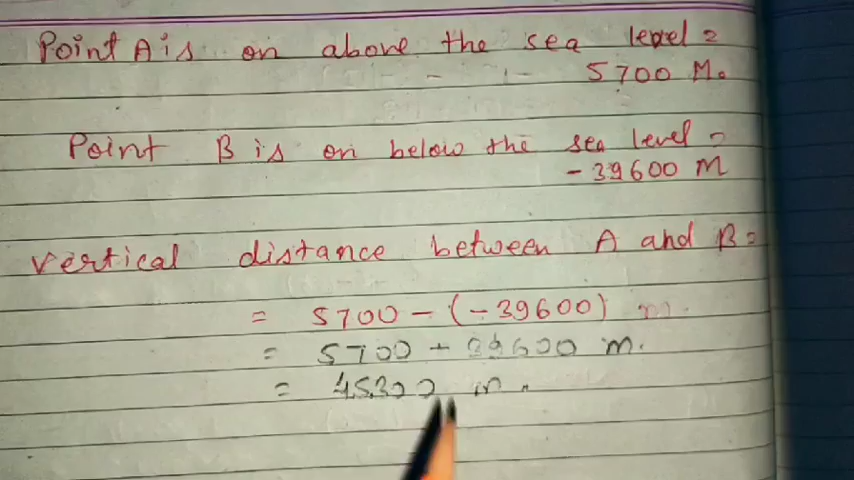 Point A is on above the sea level =
5700 M.
Point B is on below the sea level =
- 39600 M
Vertical distance between A and B =
= 5700 - (-39600) m.
= 5700 + 39600 m.
= 45300 m.